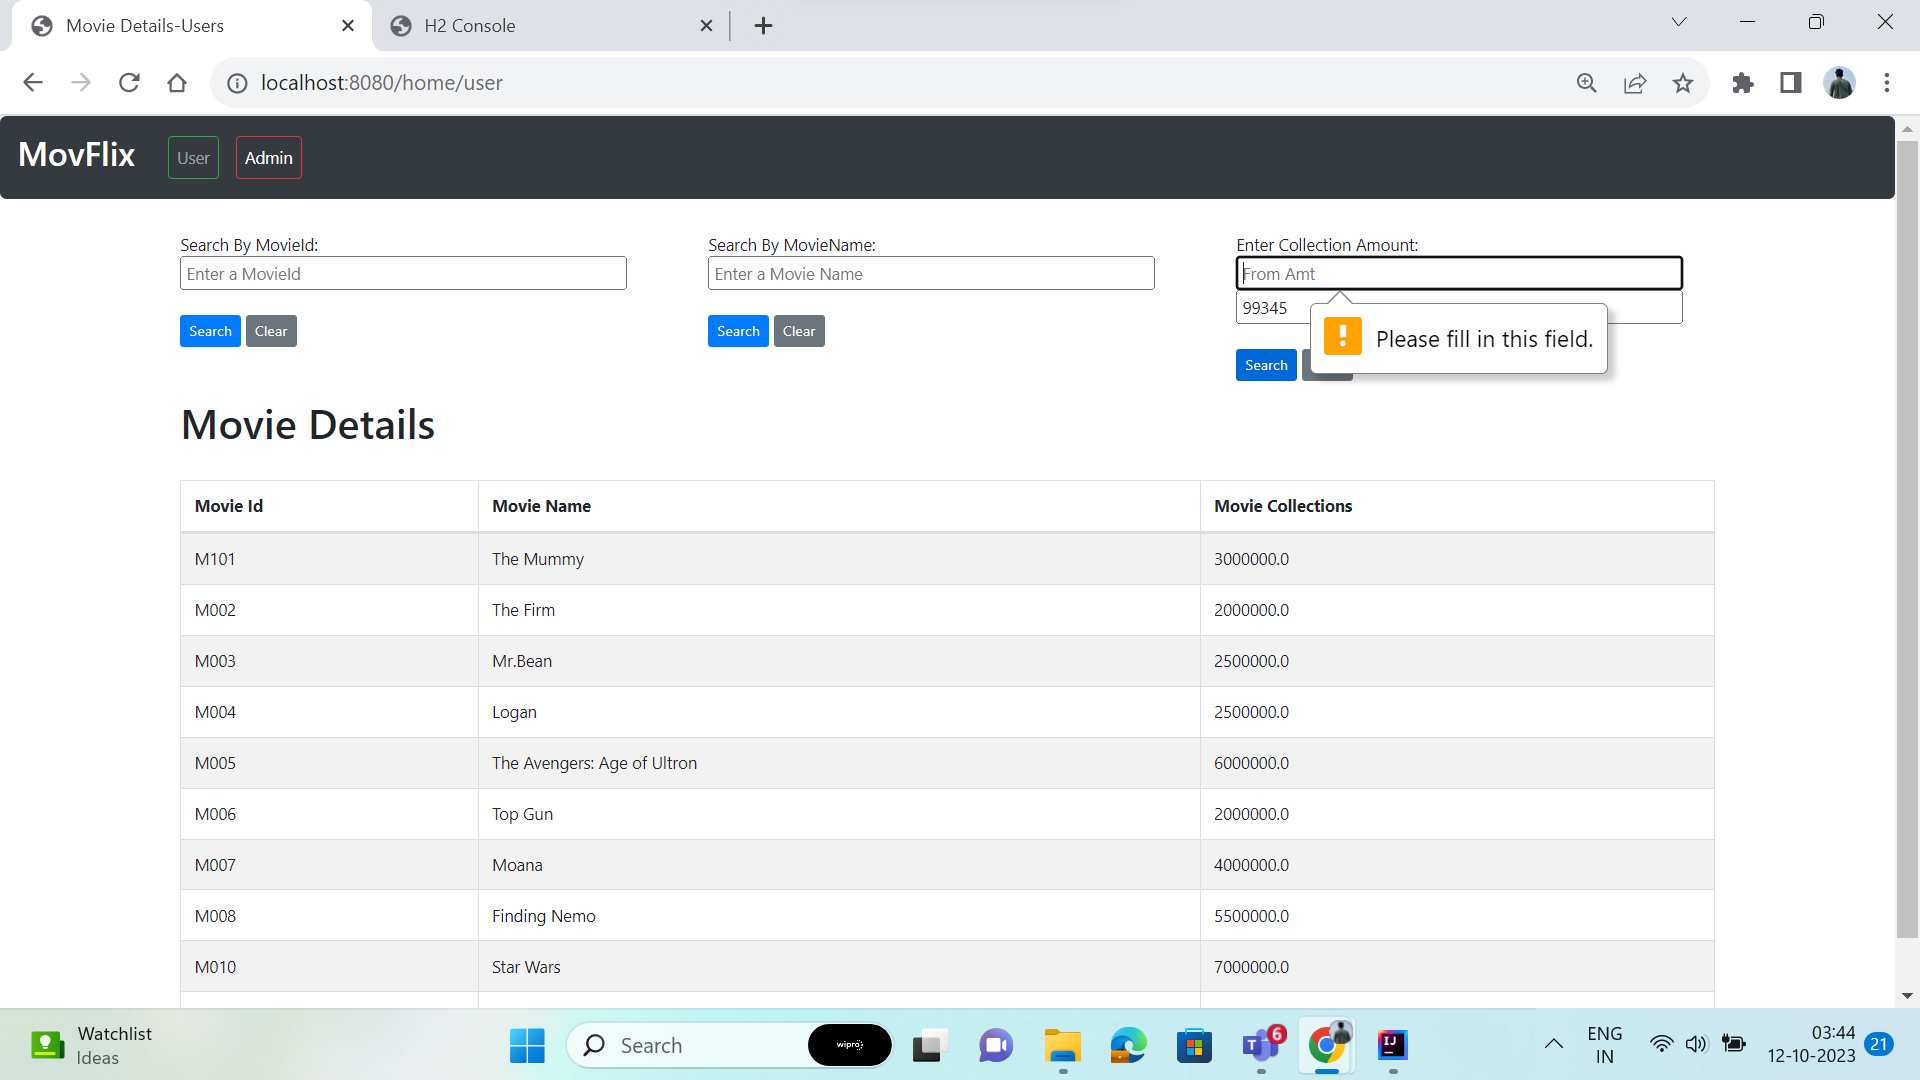 Movie Details-Users
H2 Console
localhost:8080/home/user
MovFlix
User
Admin
Search By MovieId:
Search By MovieName:
Enter Collection Amount:
Enter a MovieId
Enter a Movie Name
From Amt
99345
Please fill in this field.
Search
Clear
Search
Clear
Search
Movie Details
Movie Id Movie Name Movie Collections
M101 The Mummy 3000000.0
M002 The Firm 2000000.0
M003 Mr.Bean 2500000.0
M004 Logan 2500000.0
M005 The Avengers: Age of Ultron 6000000.0
M006 Top Gun 2000000.0
M007 Moana 4000000.0
M008 Finding Nemo 5500000.0
M010 Star Wars 7000000.0
Watchlist
Ideas
Search
wipro
T
6
IJ
ENG
IN
03:44
12-10-2023
21